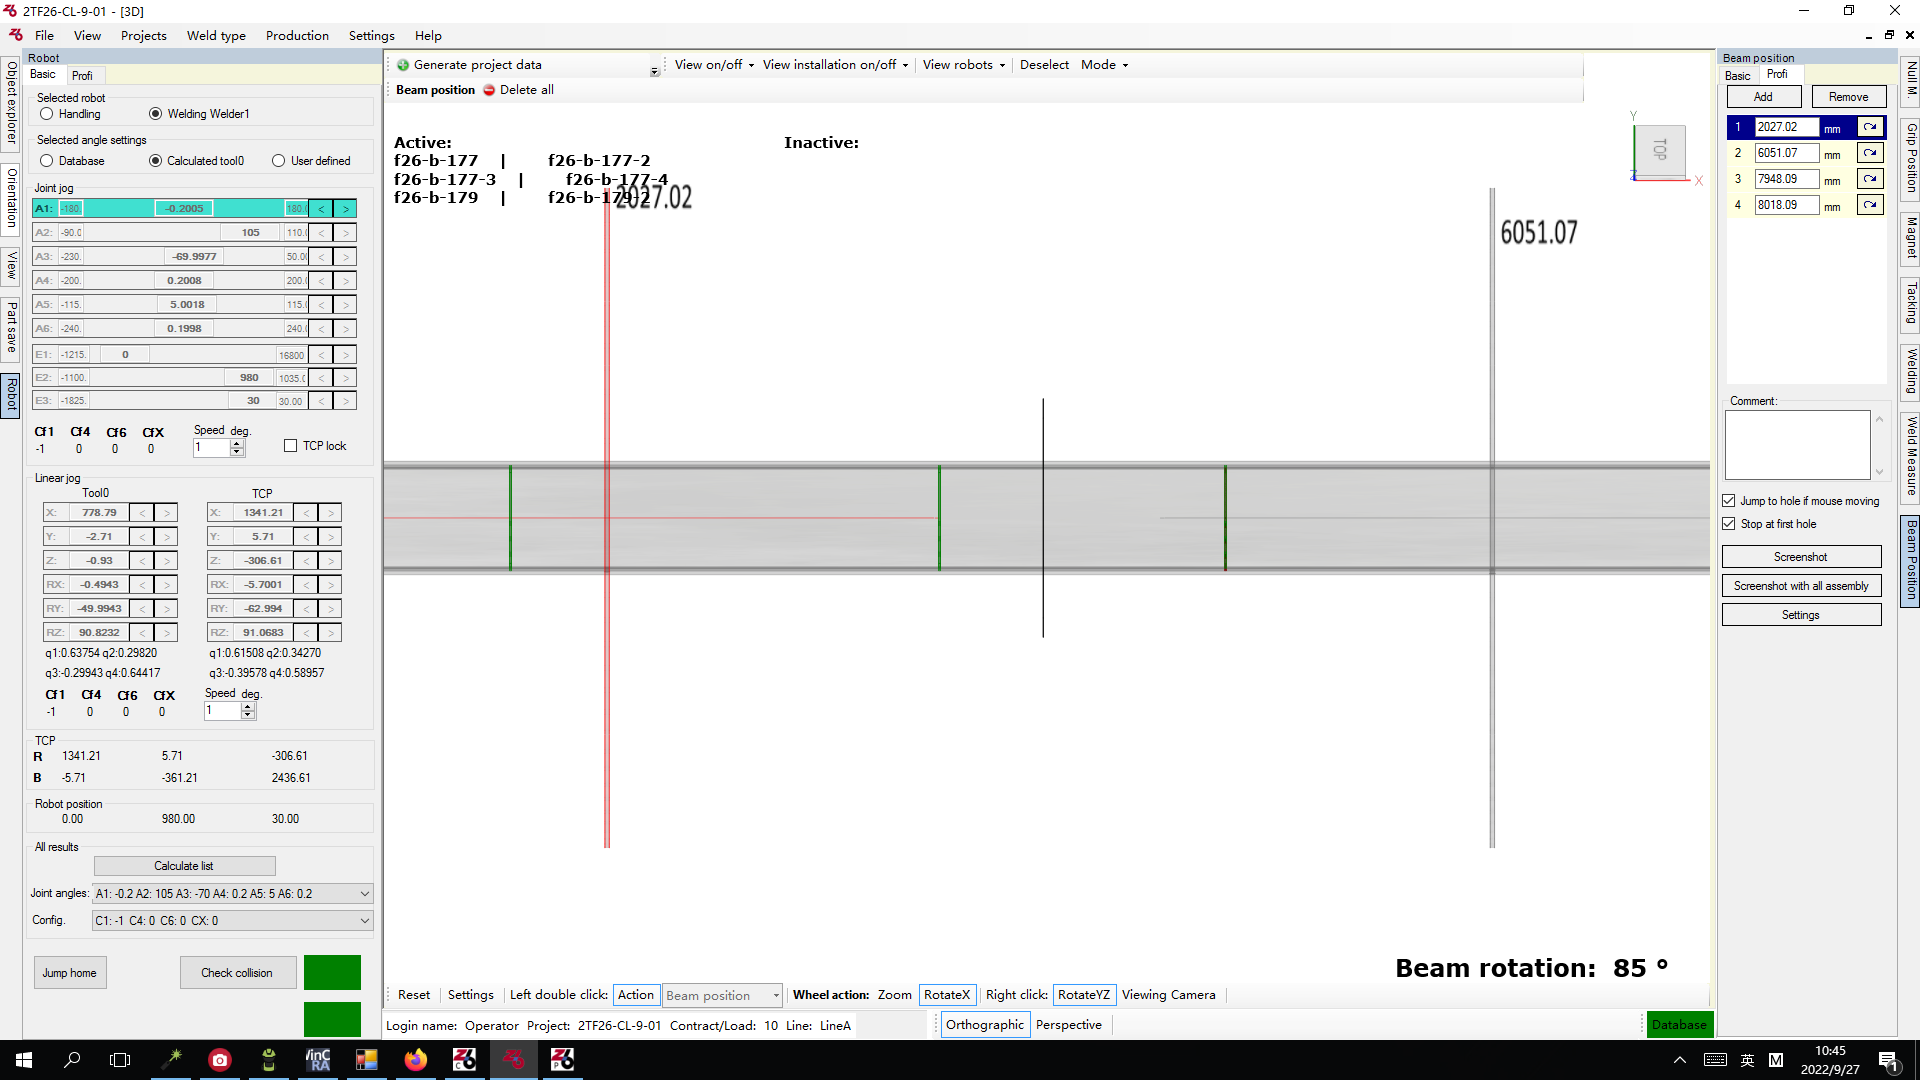 2TF26-CL-9-01 - [3D]
File View Projects Weld type Production Settings Help
Robot
Basic Profi
Selected robot
Handling Welding Welder1
Selected angle settings
Database Calculated tool0 User defined
Joint jog
A1: -180. -0.2005 180.( < >
A2: -90.0 105 110.( < >
A3: -230. -69.9977 50.0( < >
A4: -200. 0.2008 200.( < >
A5: -115. 5.0018 115.( < >
A6: -240. 0.1998 240.( < >
E1: -1215. 0 16800 < >
E2: -1100. 980 1035.( < >
E3: -1825. 30 30.00 < >
Cf1 Cf4 Cf6 CfX Speed deg.
-1 0 0 0 1 TCP lock
Linear jog
Tool0 TCP
X: 778.79 < > X: 1341.21 < >
Y: -2.71 < > Y: 5.71 < >
Z: -0.93 < > Z: -306.61 < >
RX: -0.4943 < > RX: -5.7001 < >
RY: -49.9943 < > RY: -62.994 < >
RZ: 90.8232 < > RZ: 91.0683 < >
q1:0.63754 q2:0.29820 q1:0.61508 q2:0.34270
q3:-0.29943 q4:0.64417 q3:-0.39578 q4:0.58957
Cf1 Cf4 Cf6 CfX Speed deg.
-1 0 0 0 1
TCP
R 1341.21 5.71 -306.61
B -5.71 -361.21 2436.61
Robot position
0.00 980.00 30.00
All results
Calculate list
Joint angles: A1: -0.2 A2: 105 A3: -70 A4: 0.2 A5: 5 A6: 0.2
Config. C1: -1 C4: 0 C6: 0 CX: 0
Jump home Check collision
Object explorer
Orientation
View
Part save
Robot
Generate project data View on/off View installation on/off View robots Deselect Mode
Beam position Delete all
Active: Inactive:
f26-b-177 | f26-b-177-2
f26-b-177-3 | f26-b-177-4
f26-b-179 | f26-b-179-2
2027.02
6051.07
Y
TOP
Z X
Beam rotation: 85 °
Reset Settings Left double click: Action Beam position Wheel action: Zoom RotateX Right click: RotateYZ Viewing Camera
Login name: Operator Project: 2TF26-CL-9-01 Contract/Load: 10 Line: LineA Orthographic Perspective Database
Beam position
Basic Profi
Add Remove
1 2027.02 mm
2 6051.07 mm
3 7948.09 mm
4 8018.09 mm
Comment:
Jump to hole if mouse moving
Stop at first hole
Screenshot
Screenshot with all assembly
Settings
Null M.
Grip Position
Magnet
Tacking
Welding
Weld Measure
Beam Position
英 M 10:45
2022/9/27
1